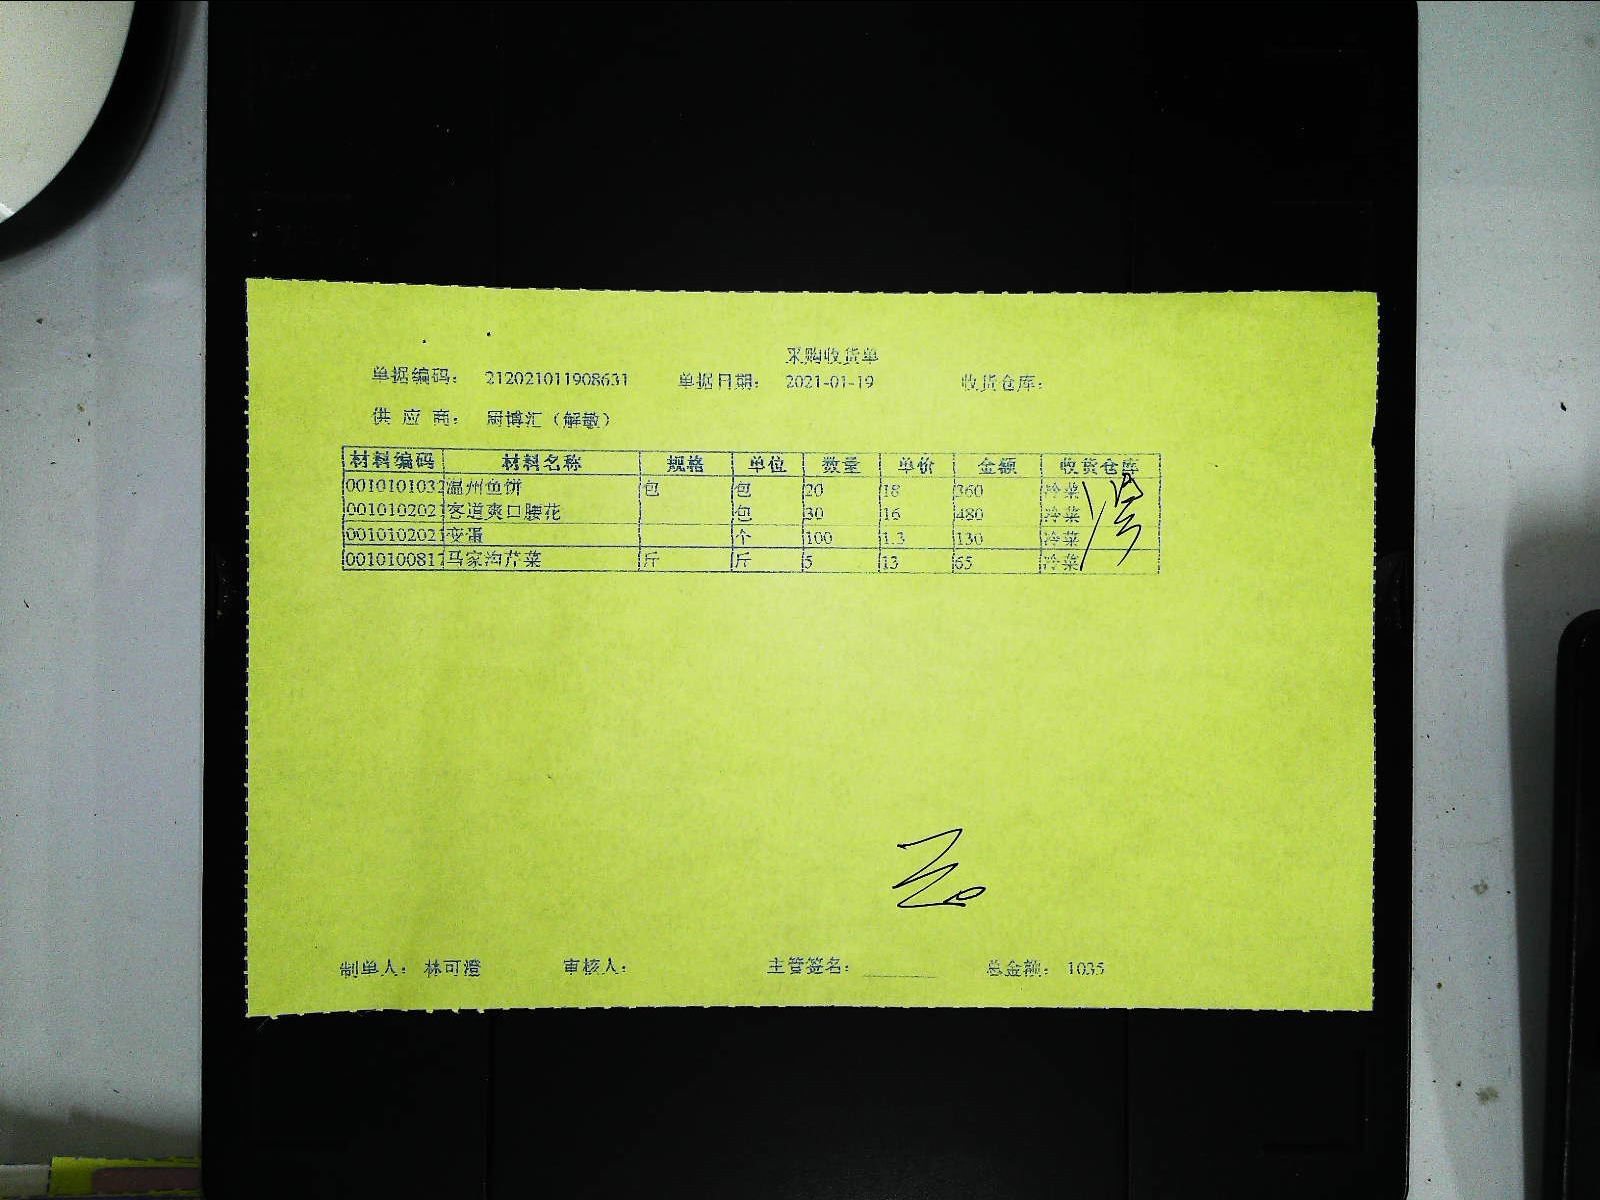 采购收货单
单据编码： 212021011908631 单据日期： 2021-01-19 收货仓库：
供 应 商： 厨博汇（解敏）
材料编码 材料名称 规格 单位 数量 单价 金额 收货仓库
0010101032 温州鱼饼 包 包 20 18 360 冷菜
0010102021 客道爽口腰花 包 30 16 480 冷菜
0010102021 变蛋 个 100 1.3 130 冷菜
0010100817 马家沟芹菜 斤 斤 5 13 65 冷菜
制单人： 林可澄 审核人： 主管签名： 总金额： 1035